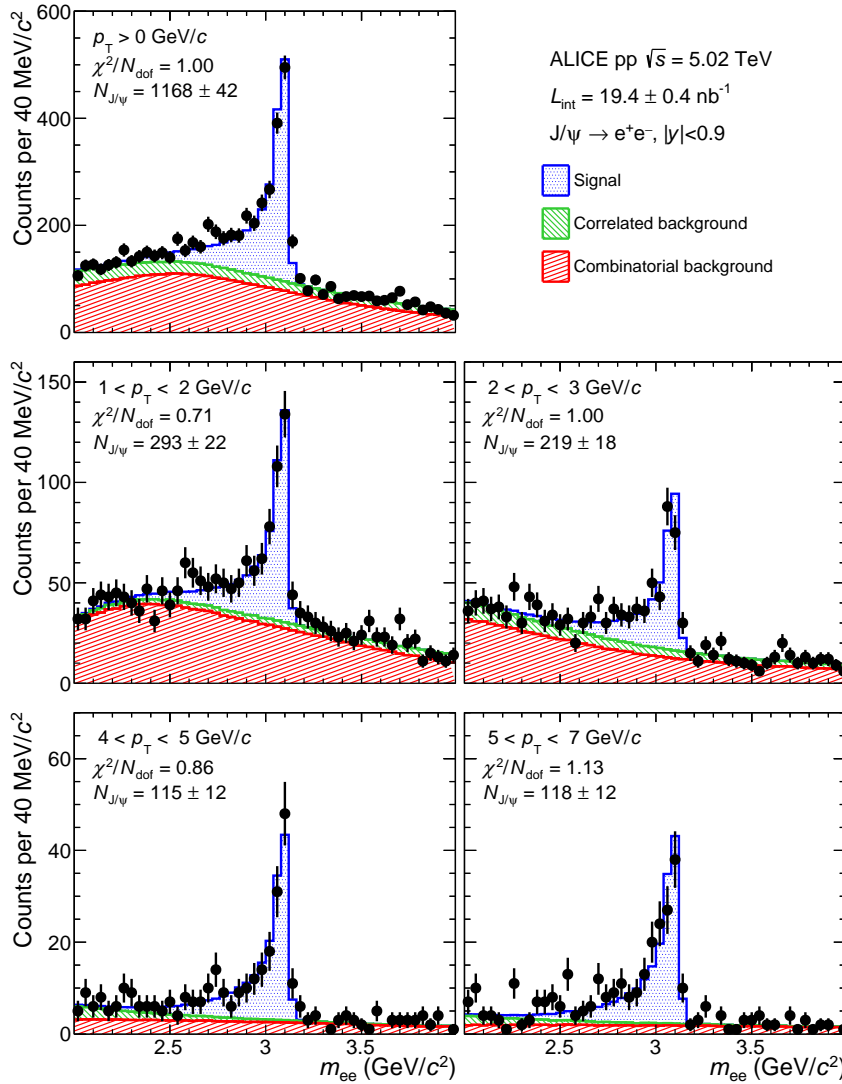 p_T > 0 GeV/c
χ²/N_dof = 1.00
N_J/ψ = 1168 ± 42
Counts per 40 MeV/c²
0
200
400
600
ALICE pp √s = 5.02 TeV
L_int = 19.4 ± 0.4 nb⁻¹
J/ψ → e⁺e⁻, |y|<0.9
Signal
Correlated background
Combinatorial background
1 < p_T < 2 GeV/c
χ²/N_dof = 0.71
N_J/ψ = 293 ± 22
Counts per 40 MeV/c²
0
50
100
150
2 < p_T < 3 GeV/c
χ²/N_dof = 1.00
N_J/ψ = 219 ± 18
4 < p_T < 5 GeV/c
χ²/N_dof = 0.86
N_J/ψ = 115 ± 12
Counts per 40 MeV/c²
0
20
40
60
2.5
3
3.5
m_ee (GeV/c²)
5 < p_T < 7 GeV/c
χ²/N_dof = 1.13
N_J/ψ = 118 ± 12
2.5
3
3.5
m_ee (GeV/c²)